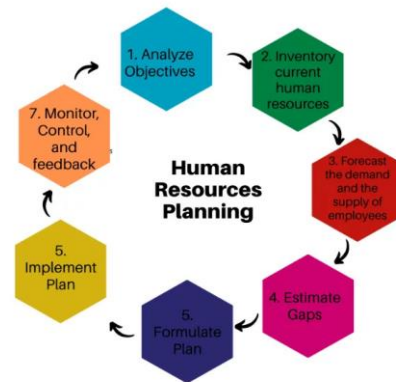 1. Analyze
Objectives
2. Inventory
current
human
resources
3. Forecast
the demand
and the
supply of
employees
4. Estimate
Gaps
5.
Formulate
Plan
5.
Implement
Plan
7. Monitor,
Control,
and
feedback
Human
Resources
Planning